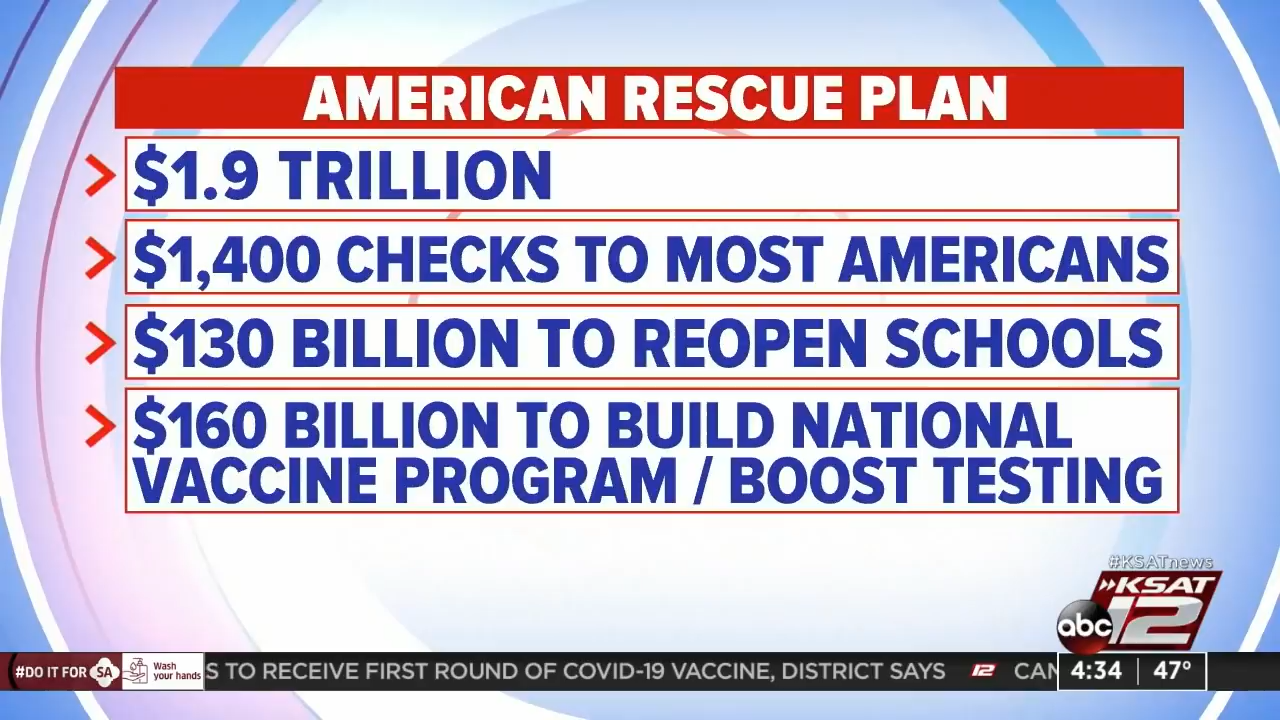 AMERICAN RESCUE PLAN
> $1.9 TRILLION
> $1,400 CHECKS TO MOST AMERICANS
> $130 BILLION TO REOPEN SCHOOLS
> $160 BILLION TO BUILD NATIONAL
VACCINE PROGRAM / BOOST TESTING
#KSATnews
KSAT
abc 12
#DO IT FOR SA
Wash
your hands
S TO RECEIVE FIRST ROUND OF COVID-19 VACCINE, DISTRICT SAYS 12 CAN
4:34 47°